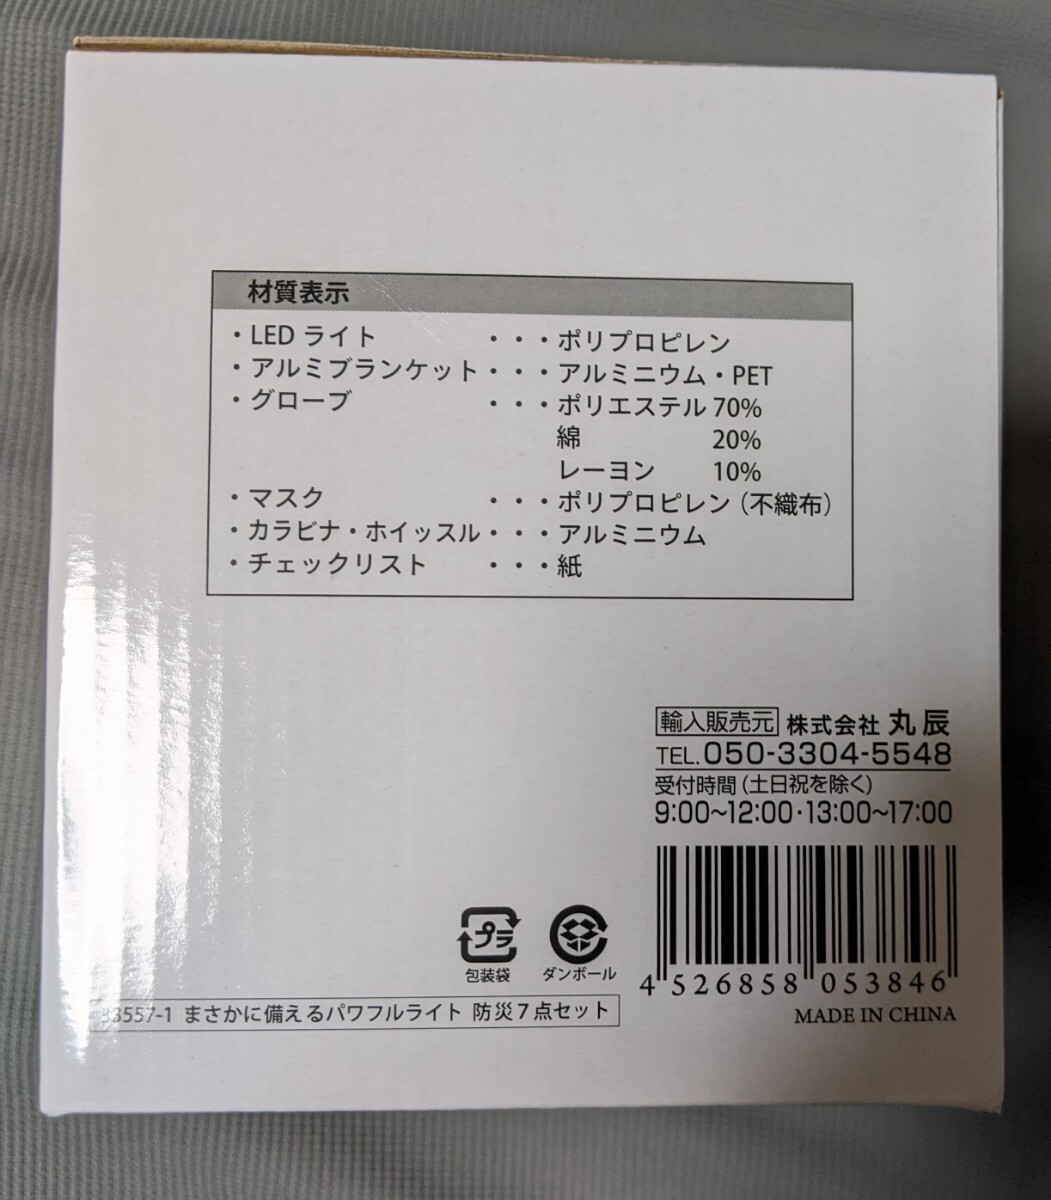 材質表示
・LED ライト ・・・ポリプロピレン
・アルミブランケット・・・アルミニウム・PET
・グローブ ・・・ポリエステル 70%
綿 20%
レーヨン 10%
・マスク ・・・ポリプロピレン（不織布）
・カラビナ・ホイッスル・・・アルミニウム
・チェックリスト ・・・紙
輸入販売元 株式会社 丸辰
TEL.050-3304-5548
受付時間（土日祝を除く）
9:00~12:00・13:00~17:00
プラ
包装袋
ダンボール
4 526858 053846
MADE IN CHINA
33557-1 まさかに備えるパワフルライト 防災7点セット